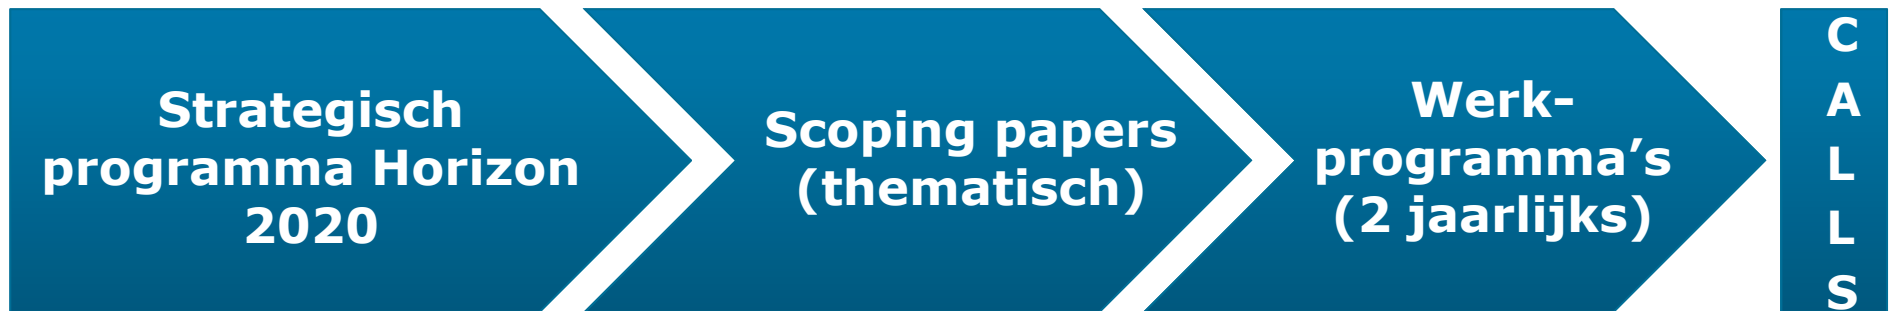 Strategisch
programma Horizon
2020
Scoping papers
(thematisch)
Werk-
programma’s
(2 jaarlijks)
C
A
L
L
S